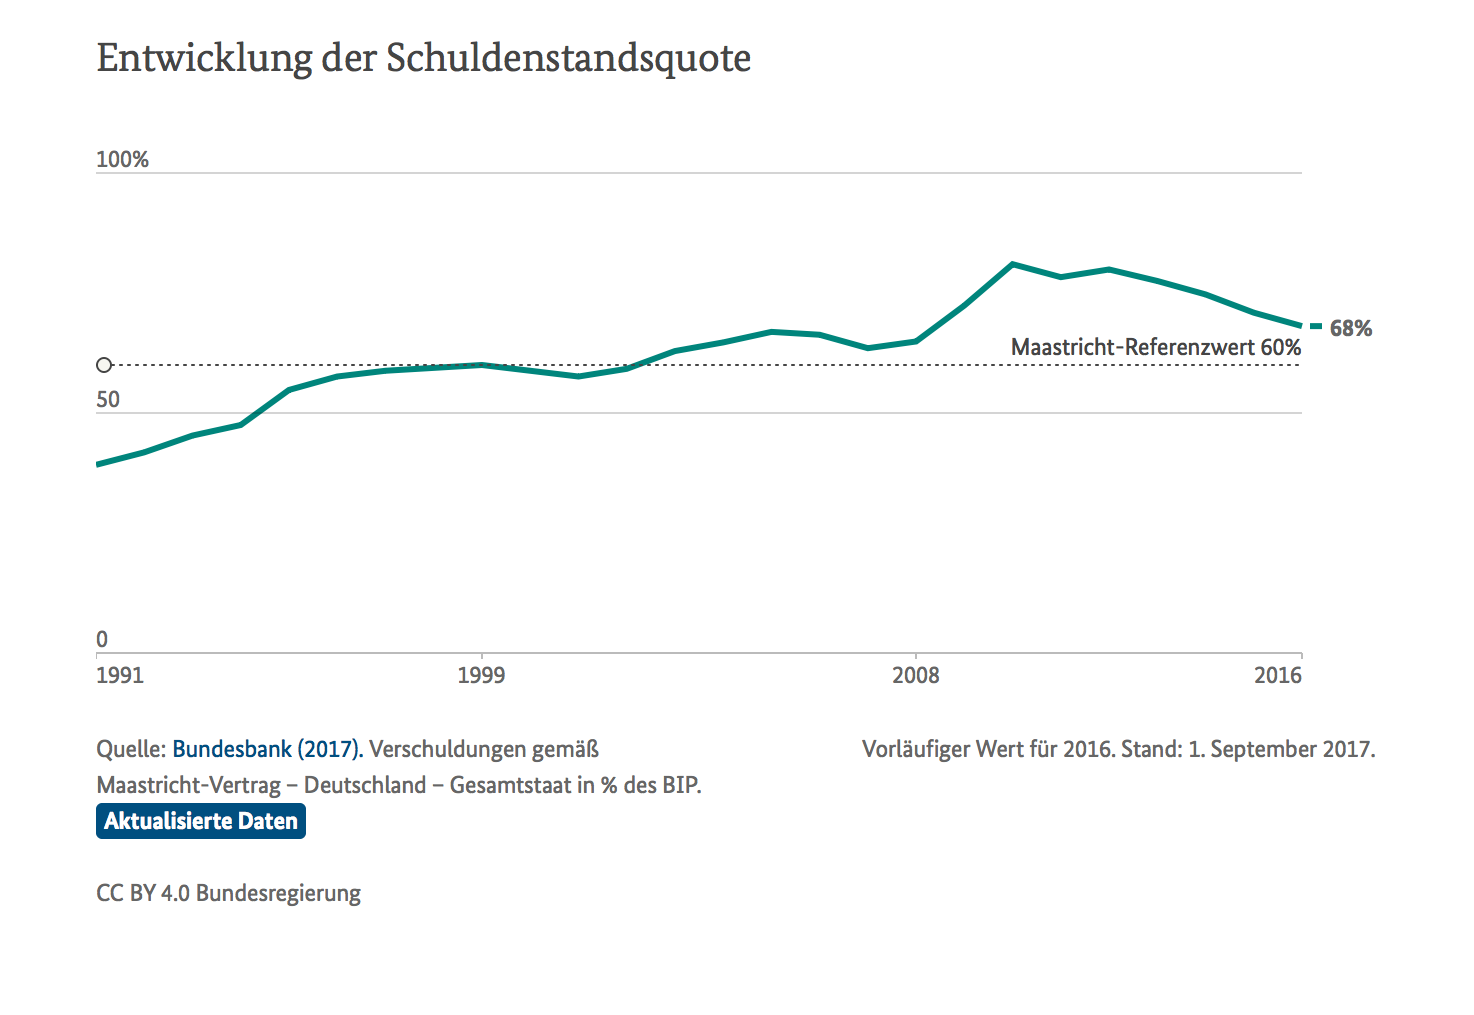 Entwicklung der Schuldenstandsquote
100%
68%
Maastricht-Referenzwert 60%
50
0
1991 1999 2008 2016
Quelle: Bundesbank (2017). Verschuldungen gemäß
Maastricht-Vertrag – Deutschland – Gesamtstaat in % des BIP.
Aktualisierte Daten
Vorläufiger Wert für 2016. Stand: 1. September 2017.
CC BY 4.0 Bundesregierung